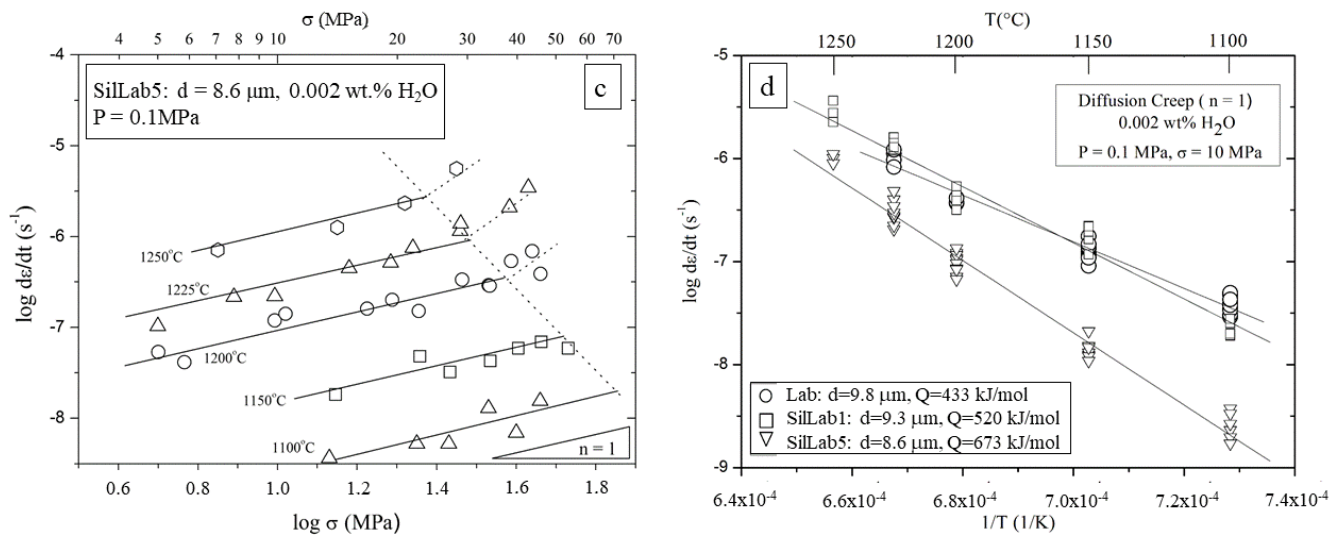 σ (MPa)
4 5 6 7 8 9 10 20 30 40 50 70
-4
-5
-6
-7
-8
log dε/dt (s⁻¹)
SilLab5: d = 8.6 μm, 0.002 wt.% H₂O
P = 0.1MPa
c
1250°C
1225°C
1200°C
1150°C
1100°C
n = 1
0.6 0.8 1.0 1.2 1.4 1.6 1.8
log σ (MPa)
T(°C)
1250 1200 1150 1100
-5
-6
-7
-8
-9
log dε/dt (s⁻¹)
d
Diffusion Creep ( n = 1)
0.002 wt% H₂O
P = 0.1 MPa, σ = 10 MPa
Lab: d=9.8 μm, Q=433 kJ/mol
SilLab1: d=9.3 μm, Q=520 kJ/mol
SilLab5: d=8.6 μm, Q=673 kJ/mol
6.4x10⁻⁴ 6.6x10⁻⁴ 6.8x10⁻⁴ 7.0x10⁻⁴ 7.2x10⁻⁴ 7.4x10⁻⁴
1/T (1/K)